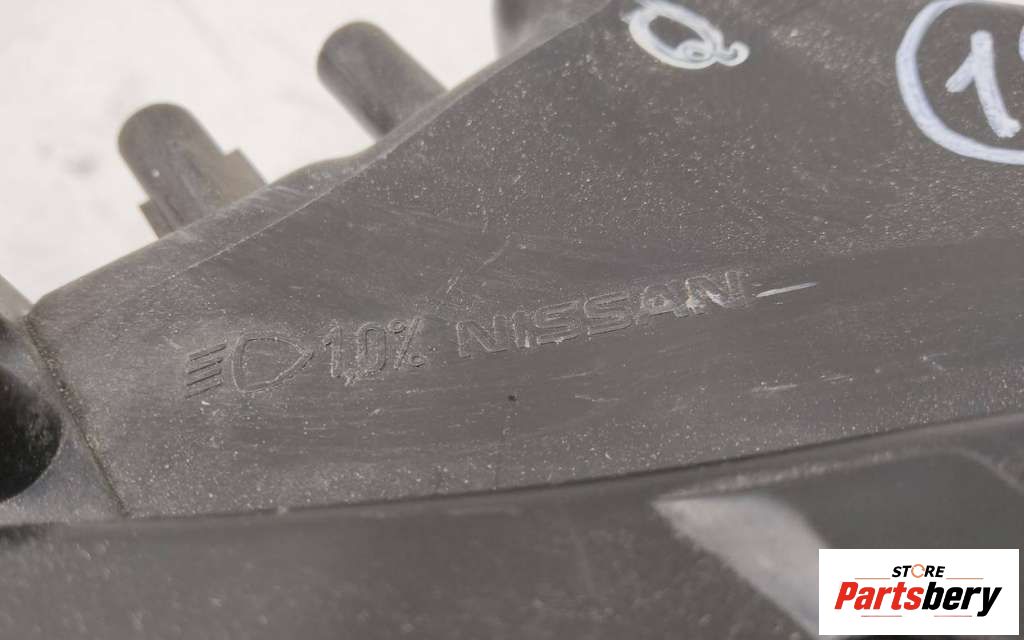 Q
1.0% NISSAN
STORE
Partsbery